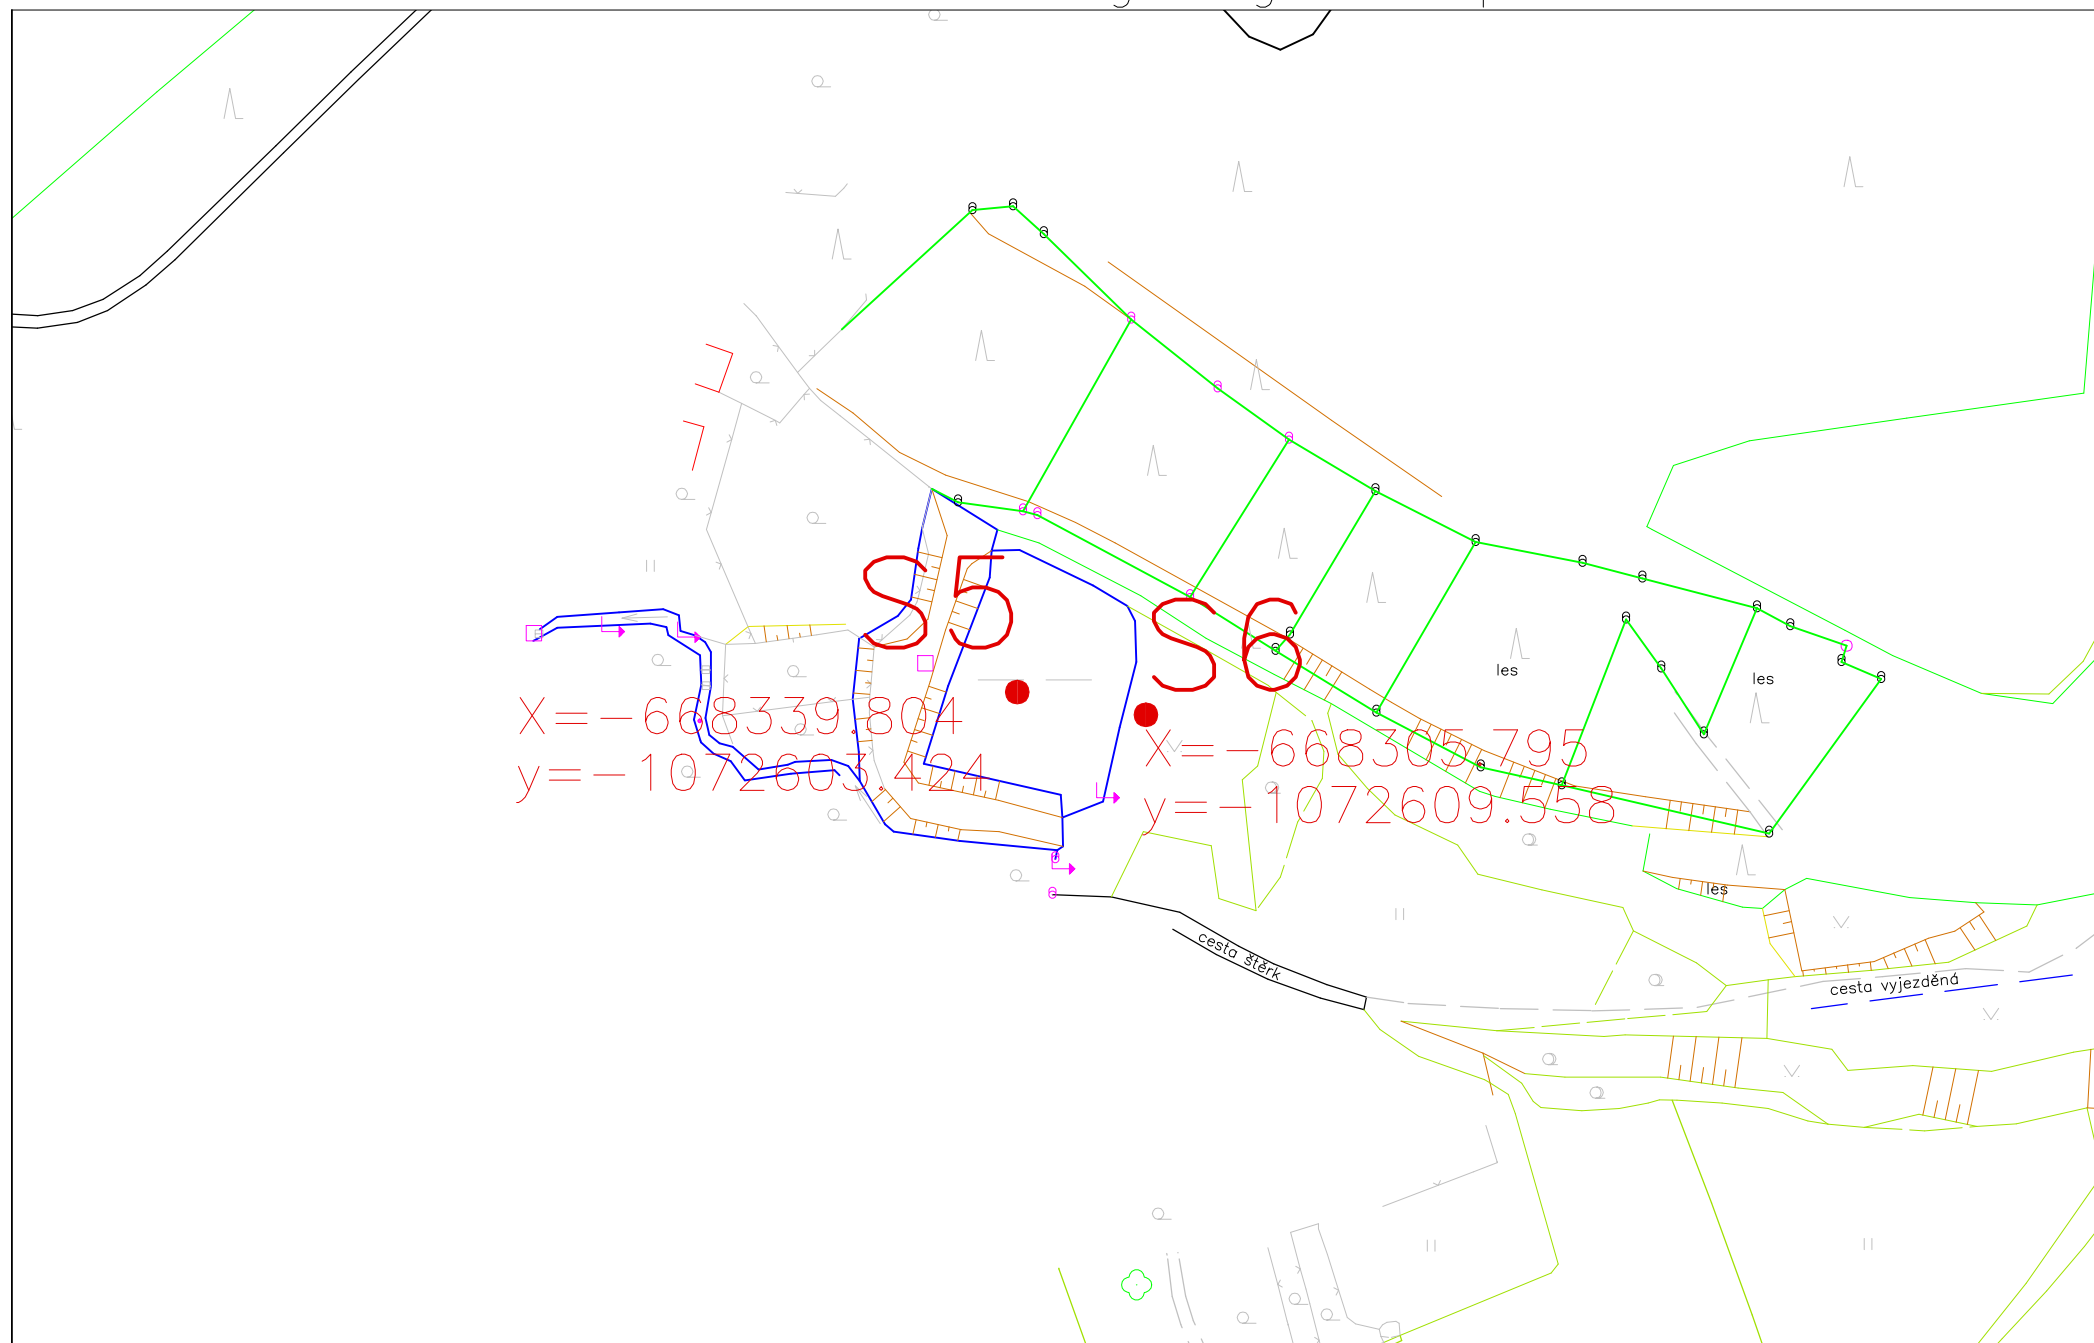 S5
S6
les
les
X=-668339.804
y=-1072603.424
X=-668305.795
y=-1072609.558
les
cesta štěrk
cesta vyjezděná